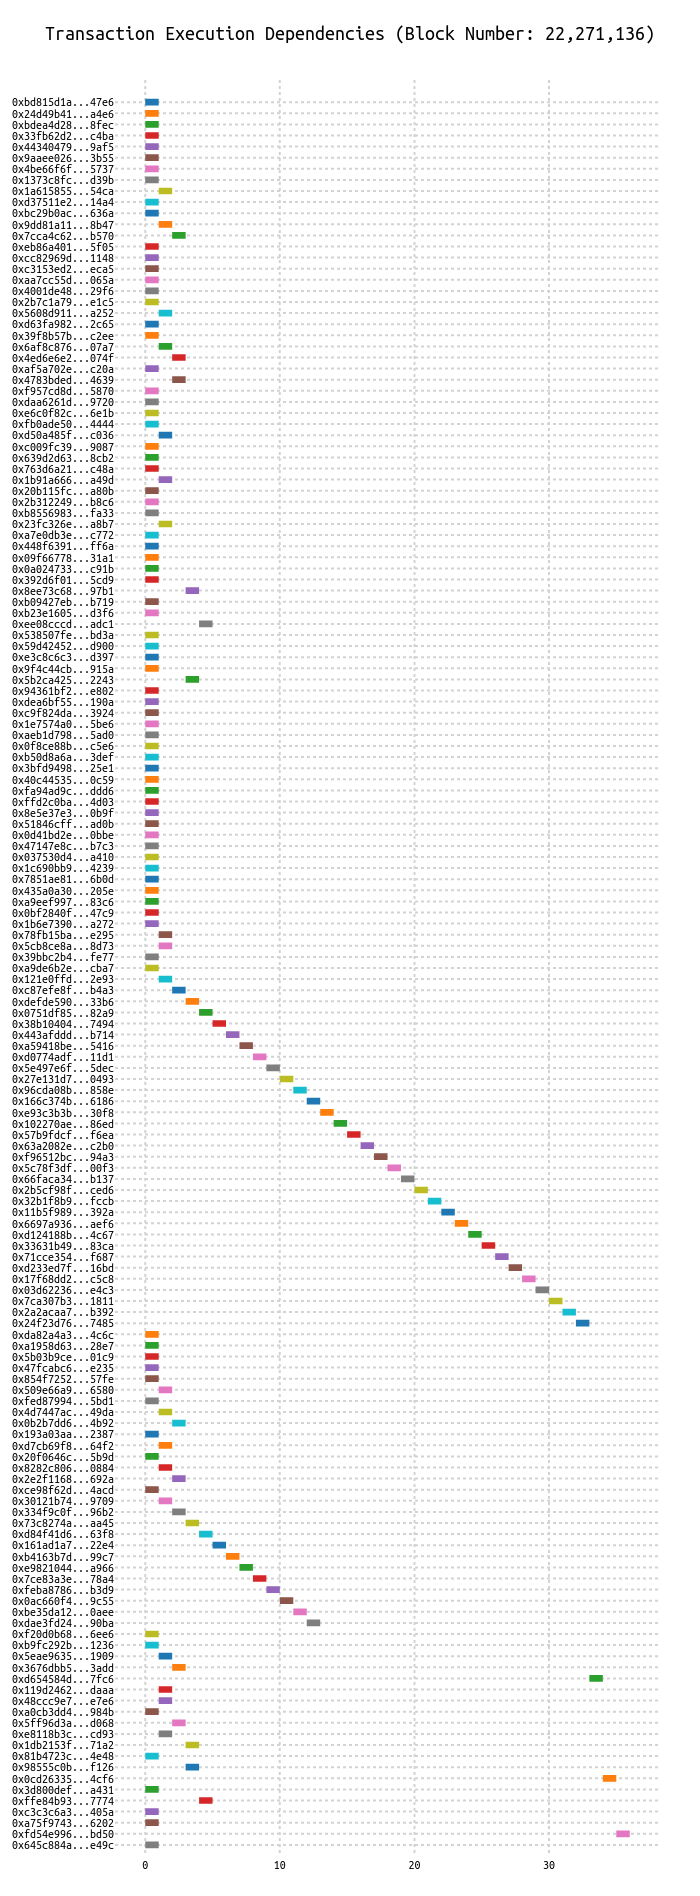 Transaction Execution Dependencies (Block Number: 22,271,136)
0xbd815d1a...47e6
0x24d49b41...a4e6
0xbdea4d28...8fec
0x33fb62d2...c4ba
0x44340479...9af5
0x9aaee026...3b55
0x4be66f6f...5737
0x1373c8fc...d39b
0x1a615855...54ca
0xd37511e2...14a4
0xbc29b0ac...636a
0x9dd81a11...8b47
0x7cca4c62...b570
0xeb86a401...5f05
0xcc82969d...1148
0xc3153ed2...eca5
0xaa7cc55d...065a
0x4001de48...29f6
0x2b7c1a79...e1c5
0x5608d911...a252
0xd63fa982...2c65
0x39f8b57b...c2ee
0x6af8c876...07a7
0x4ed6e6e2...074f
0xaf5a702e...c20a
0x4783bded...4639
0xf957cd8d...5870
0xdaa6261d...9720
0xe6c0f82c...6e1b
0xfb0ade50...4444
0xd50a485f...c036
0xc009fc39...9087
0x639d2d63...8cb2
0x763d6a21...c48a
0x1b91a666...a49d
0x20b115fc...a80b
0x2b312249...b8c6
0xb8556983...fa33
0x23fc326e...a8b7
0xa7e0db3e...c772
0x448f6391...ff6a
0x09f66778...31a1
0x0a024733...c91b
0x392d6f01...5cd9
0x8ee73c68...97b1
0xb09427eb...b719
0xb23e1605...d3f6
0xee08cccd...adc1
0x538507fe...bd3a
0x59d42452...d900
0xe3c8c6c3...d397
0x9f4c44cb...915a
0x5b2ca425...2243
0x94361bf2...e802
0xdea6bf55...190a
0xc9f824da...3924
0x1e7574a0...5be6
0xaeb1d798...5ad0
0x0f8ce88b...c5e6
0xb50d8a6a...3def
0x3bfd9498...25e1
0x40c44535...0c59
0xfa94ad9c...ddd6
0xffd2c0ba...4d03
0x8e5e37e3...0b9f
0x51846cff...ad0b
0x0d41bd2e...0bbe
0x47147e8c...b7c3
0x037530d4...a410
0x1c690bb9...4239
0x7851ae81...6b0d
0x435a0a30...205e
0xa9eef997...83c6
0x0bf2840f...47c9
0x1b6e7390...a272
0x78fb15ba...e295
0x5cb8ce8a...8d73
0x39bbc2b4...fe77
0xa9de6b2e...cba7
0x121e0ffd...2e93
0xc87efe8f...b4a3
0xdefde590...33b6
0x0751df85...82a9
0x38b10404...7494
0x443afddd...b714
0xa59418be...5416
0xd0774adf...11d1
0x5e497e6f...5dec
0x27e131d7...0493
0x96cda08b...858e
0x166c374b...6186
0xe93c3b3b...30f8
0x102270ae...86ed
0x57b9fdcf...f6ea
0x63a2082e...c2b0
0xf96512bc...94a3
0x5c78f3df...00f3
0x66faca34...b137
0x2b5cf98f...ced6
0x32b1f8b9...fccb
0x11b5f989...392a
0x6697a936...aef6
0xd124188b...4c67
0x33631b49...83ca
0x71cce354...f687
0xd233ed7f...16bd
0x17f68dd2...c5c8
0x03d62236...e4c3
0x7ca307b3...1811
0x2a2acaa7...b392
0x24f23d76...7485
0xda82a4a3...4c6c
0xa1958d63...28e7
0x5b03b9ce...01c9
0x47fcabc6...e235
0x854f7252...57fe
0x509e66a9...6580
0xfed87994...5bd1
0x4d7447ac...49da
0x0b2b7dd6...4b92
0x193a03aa...2387
0xd7cb69f8...64f2
0x20f0646c...5b9d
0x8282c806...0884
0x2e2f1168...692a
0xce98f62d...4acd
0x30121b74...9709
0x334f9c0f...96b2
0x73c8274a...aa45
0xd84f41d6...63f8
0x161ad1a7...22e4
0xb4163b7d...99c7
0xe9821044...a966
0x7ce83a3e...78a4
0xfeba8786...b3d9
0x0ac660f4...9c55
0xbe35da12...0aee
0xdae3fd24...90ba
0xf20d0b68...6ee6
0xb9fc292b...1236
0x5eae9635...1909
0x3676dbb5...3add
0xd654584d...7fc6
0x119d2462...daaa
0x48ccc9e7...e7e6
0xa0cb3dd4...984b
0x5ff96d3a...d068
0xe8118b3c...cd93
0x1db2153f...71a2
0x81b4723c...4e48
0x98555c0b...f126
0x0cd26335...4cf6
0x3d800def...a431
0xffe84b93...7774
0xc3c3c6a3...405a
0xa75f9743...6202
0xfd54e996...bd50
0x645c884a...e49c
0 10 20 30